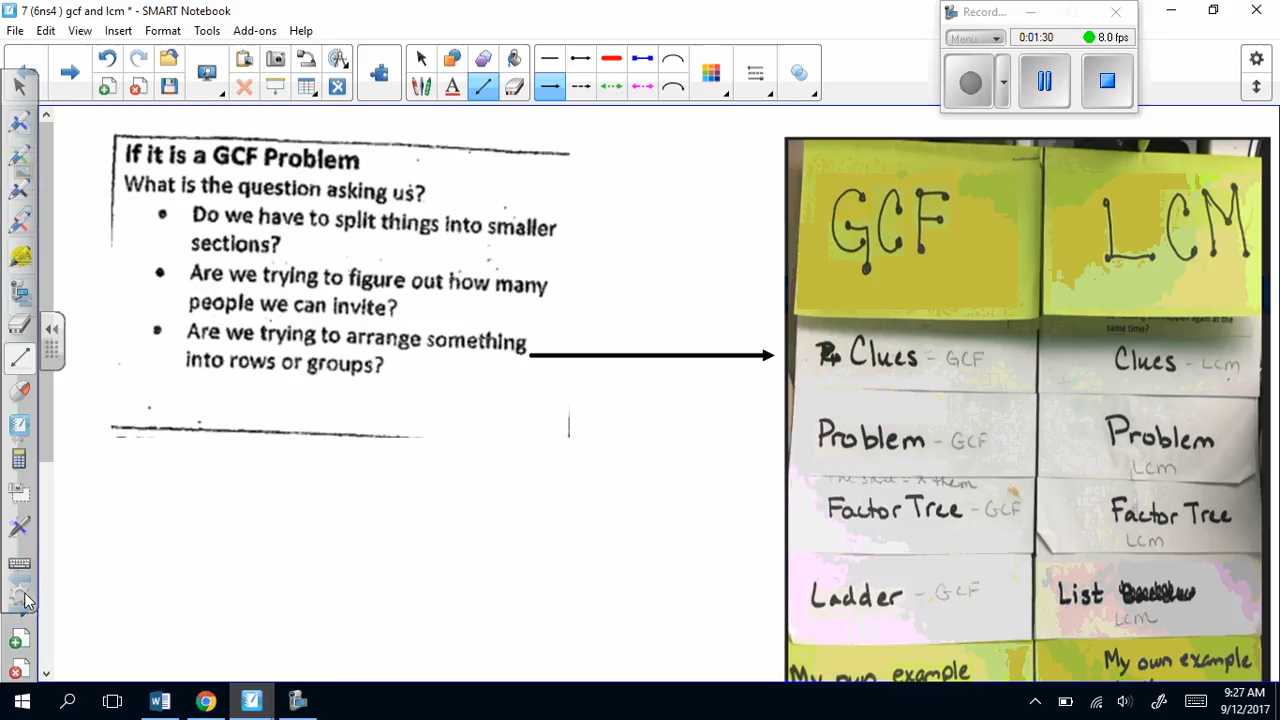 7 (6ns4 ) gcf and lcm * - SMART Notebook
File Edit View Insert Format Tools Add-ons Help
Record...
Menu
0:01:30
8.0 fps
If it is a GCF Problem
What is the question asking us?
• Do we have to split things into smaller
sections?
• Are we trying to figure out how many
people we can invite?
• Are we trying to arrange something
into rows or groups?
GCF
LCM
same time?
Clues - GCF
Clues - Lcm
Problem - GCF
Problem
Lcm
them
Factor Tree - GCF
Factor Tree
Lcm
Ladder - GCF
List
Lcm
My own example
My own example
9:27 AM
9/12/2017